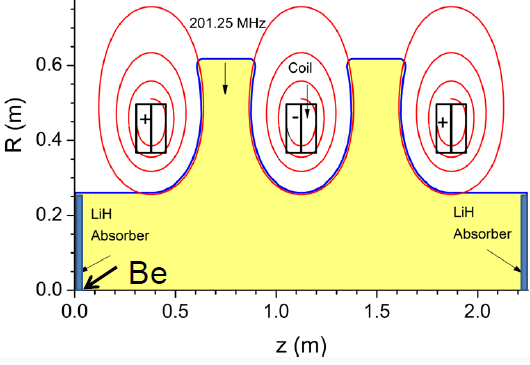 201.25 MHz
0.6
Coil
+
-
+
0.4
R (m)
0.2
LiH
Absorber
LiH
Absorber
Be
0.0
0.0
0.5
1.0
1.5
2.0
z (m)